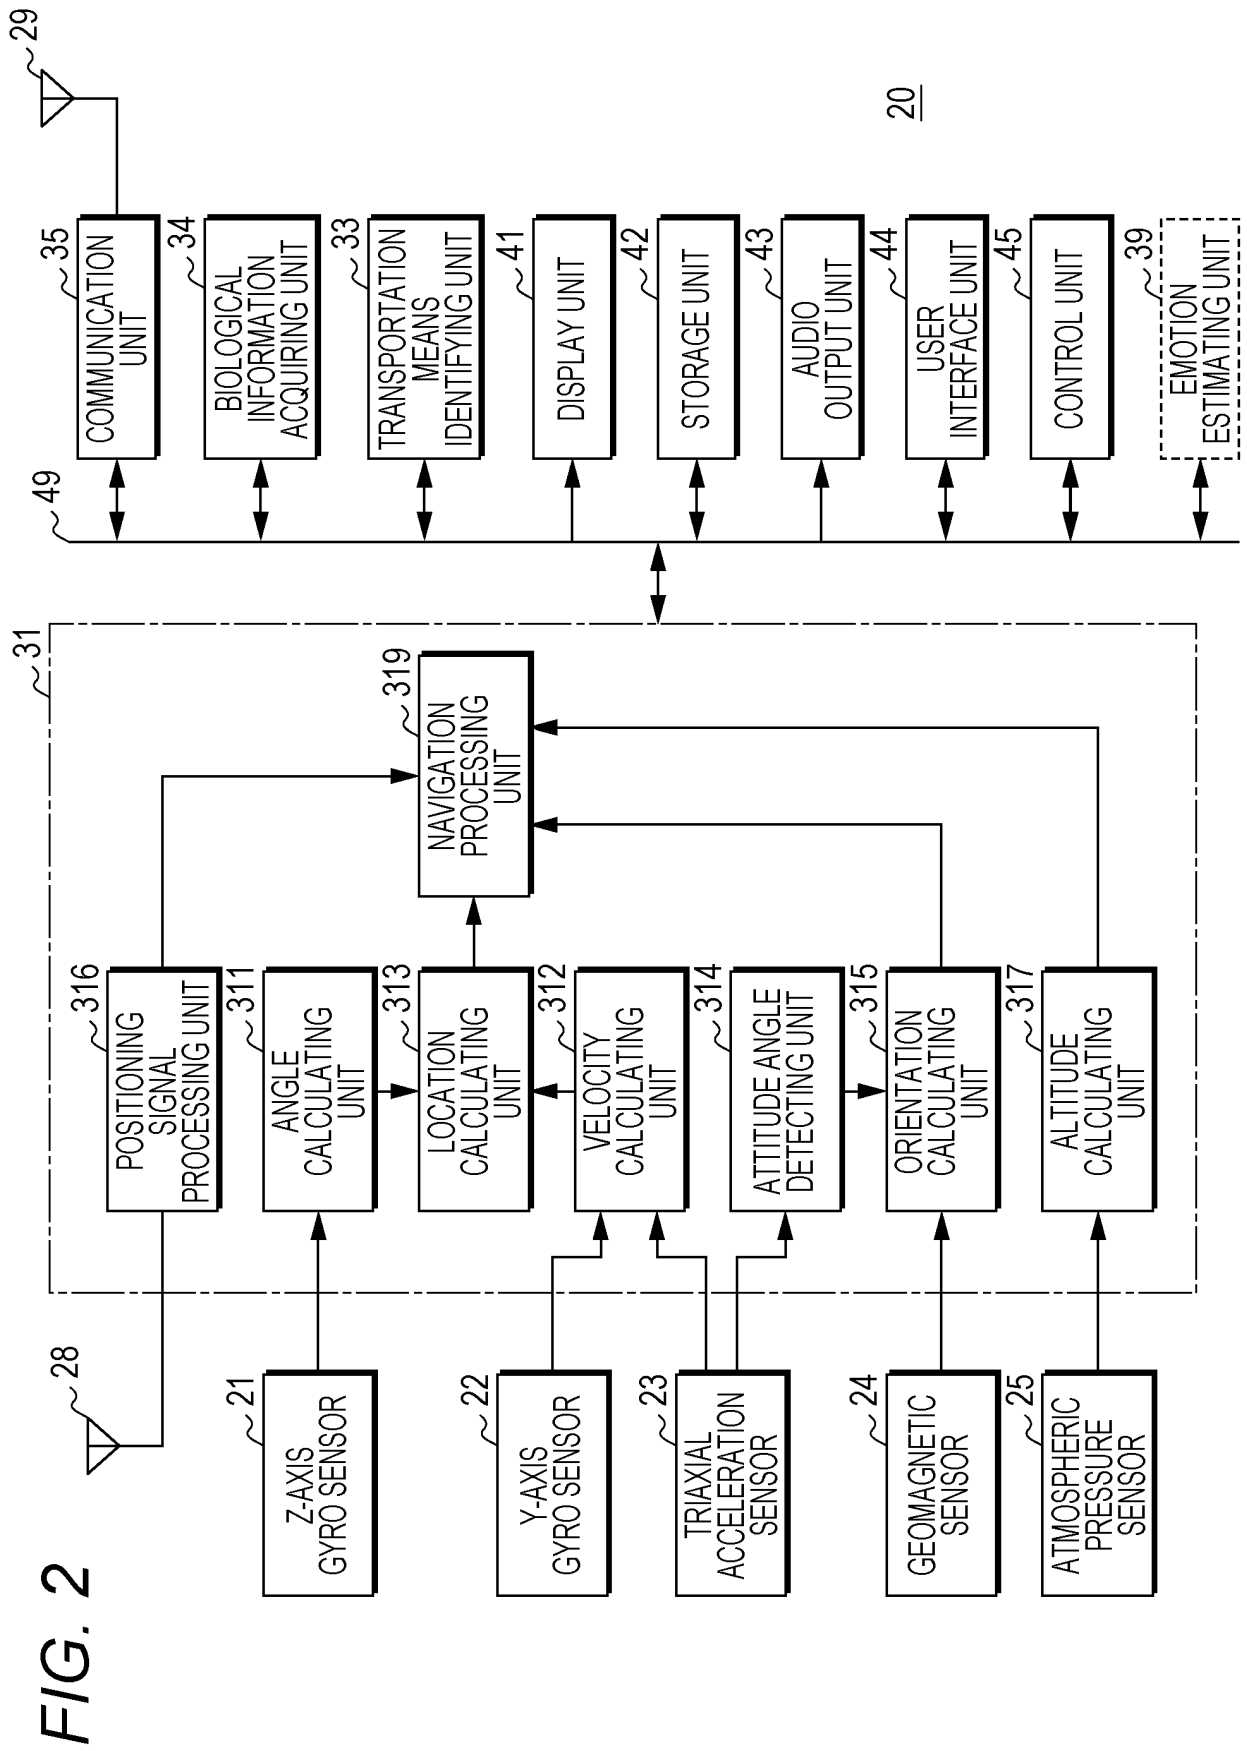 FIG. 2
28
316
POSITIONING
SIGNAL
PROCESSING UNIT
21
Z-AXIS
GYRO SENSOR
311
ANGLE
CALCULATING
UNIT
313
LOCATION
CALCULATING
UNIT
22
Y-AXIS
GYRO SENSOR
312
VELOCITY
CALCULATING
UNIT
23
TRIAXIAL
ACCELERATION
SENSOR
314
ATTITUDE ANGLE
DETECTING UNIT
24
GEOMAGNETIC
SENSOR
315
ORIENTATION
CALCULATING
UNIT
25
ATMOSPHERIC
PRESSURE
SENSOR
317
ALTITUDE
CALCULATING
UNIT
319
NAVIGATION
PROCESSING
UNIT
31
49
29
35
COMMUNICATION
UNIT
34
BIOLOGICAL
INFORMATION
ACQUIRING UNIT
33
TRANSPORTATION
MEANS
IDENTIFYING UNIT
41
DISPLAY UNIT
42
STORAGE UNIT
43
AUDIO
OUTPUT UNIT
44
USER
INTERFACE UNIT
45
CONTROL UNIT
39
EMOTION
ESTIMATING UNIT
20